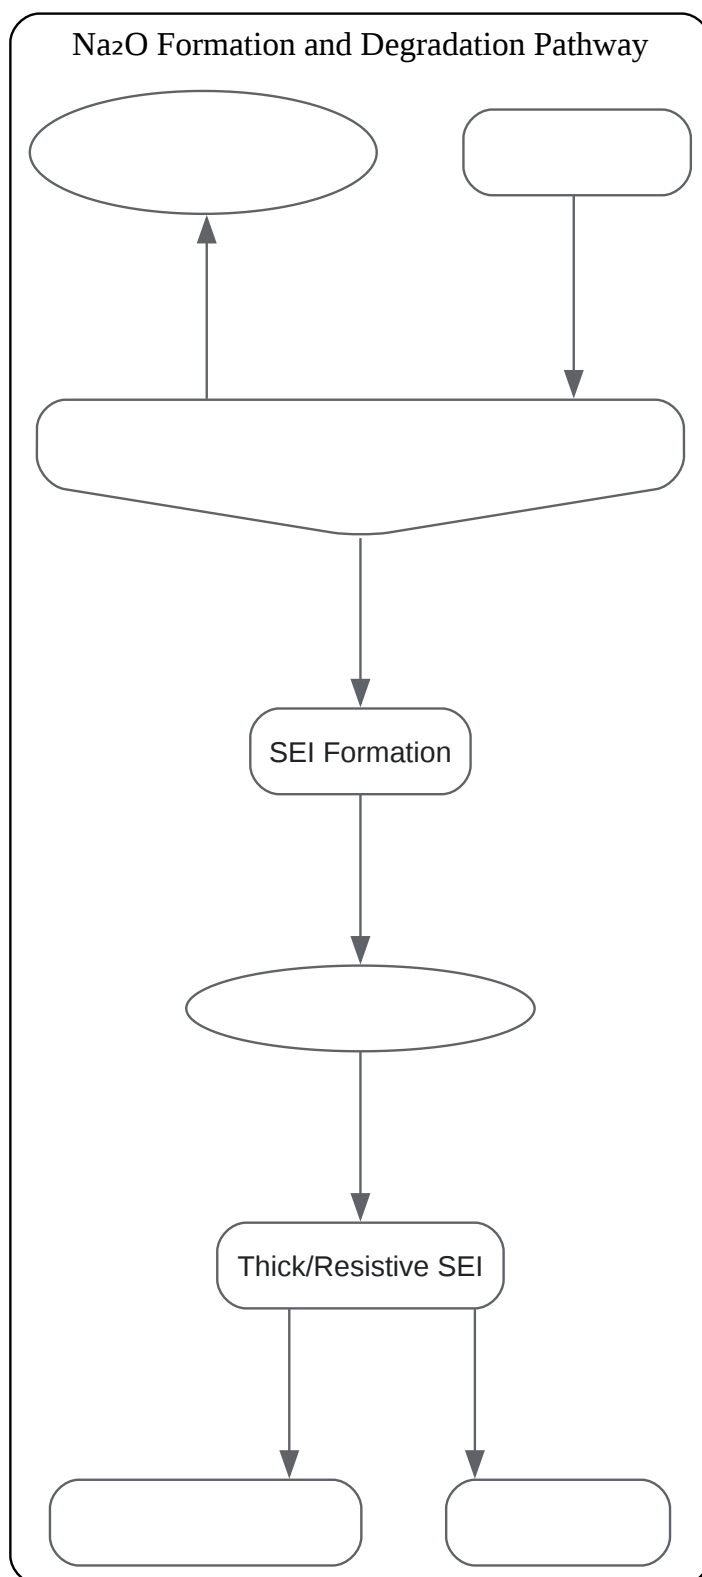 Na₂O Formation and Degradation Pathway
SEI Formation
Thick/Resistive SEI